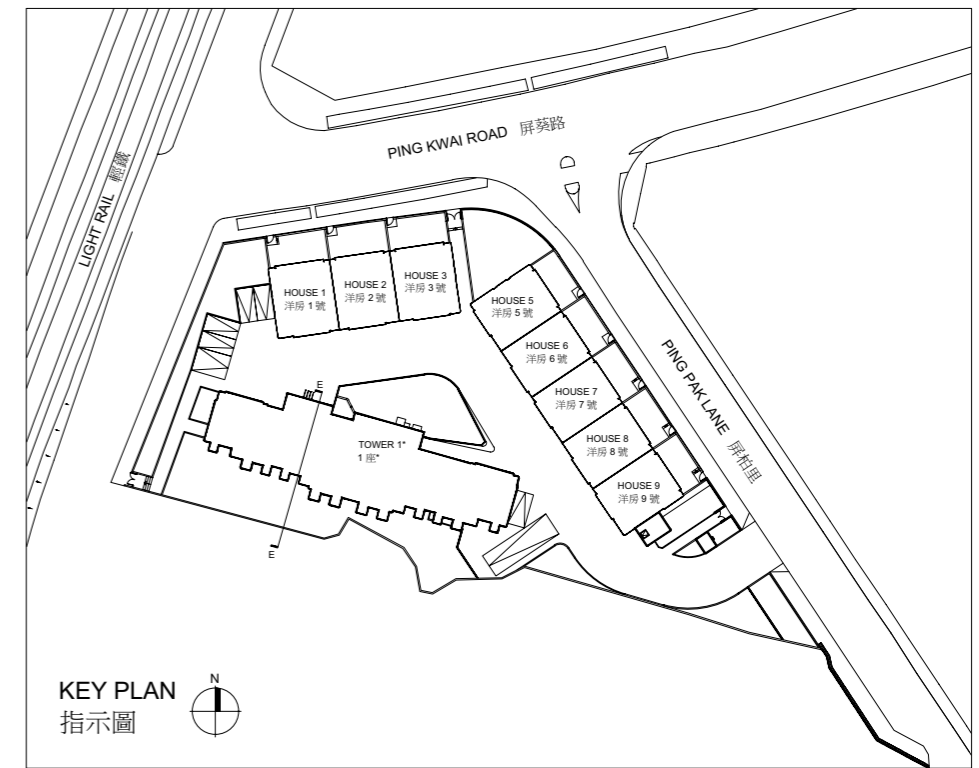 PING KWAI ROAD 屏葵路
LIGHT RAIL 輕鐵
HOUSE 1
洋房 1 號
HOUSE 2
洋房 2 號
HOUSE 3
洋房 3 號
HOUSE 5
洋房 5 號
HOUSE 6
洋房 6 號
HOUSE 7
洋房 7 號
HOUSE 8
洋房 8 號
HOUSE 9
洋房 9 號
PING PAK LANE 屏柏里
E
TOWER 1*
1 座*
E
KEY PLAN
指示圖
N